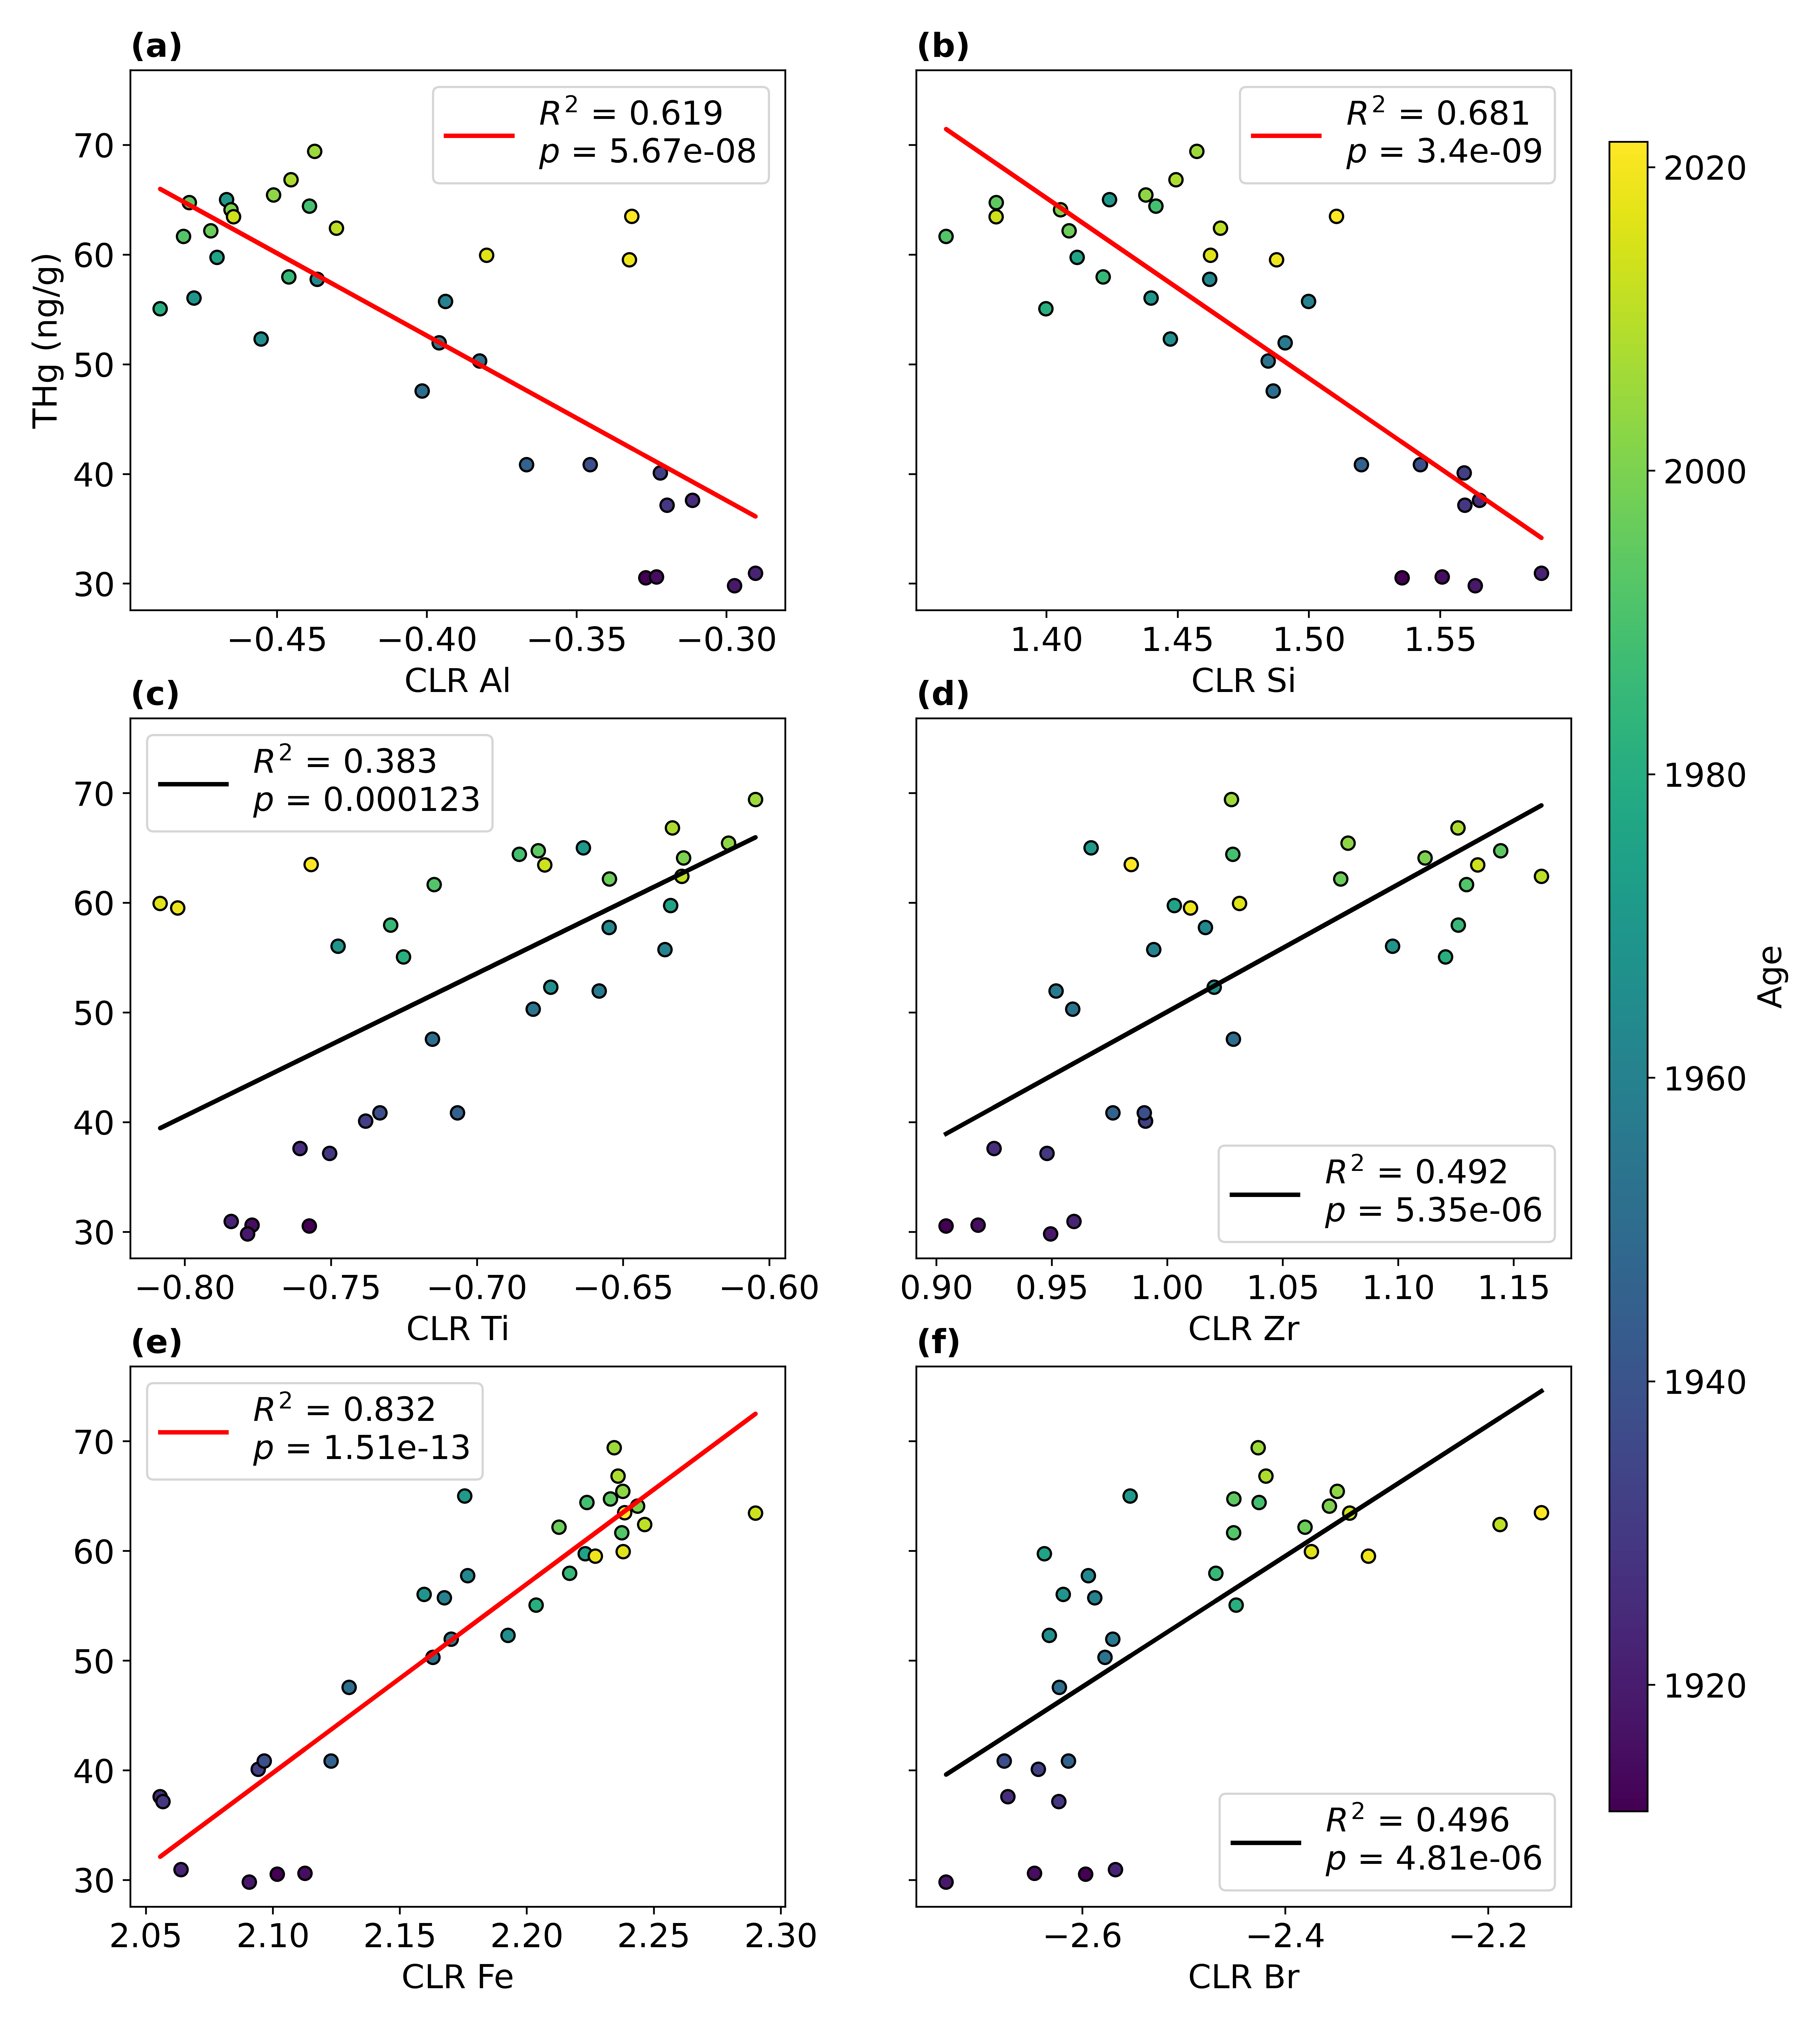 (a)
R² = 0.619
p = 5.67e-08
THg (ng/g)
70
60
50
40
30
−0.45
−0.40
−0.35
−0.30
CLR Al
(b)
R² = 0.681
p = 3.4e-09
1.40
1.45
1.50
1.55
CLR Si
(c)
R² = 0.383
p = 0.000123
70
60
50
40
30
−0.80
−0.75
−0.70
−0.65
−0.60
CLR Ti
(d)
R² = 0.492
p = 5.35e-06
0.90
0.95
1.00
1.05
1.10
1.15
CLR Zr
(e)
R² = 0.832
p = 1.51e-13
70
60
50
40
30
2.05
2.10
2.15
2.20
2.25
2.30
CLR Fe
(f)
R² = 0.496
p = 4.81e-06
−2.6
−2.4
−2.2
CLR Br
2020
2000
1980
1960
1940
1920
Age